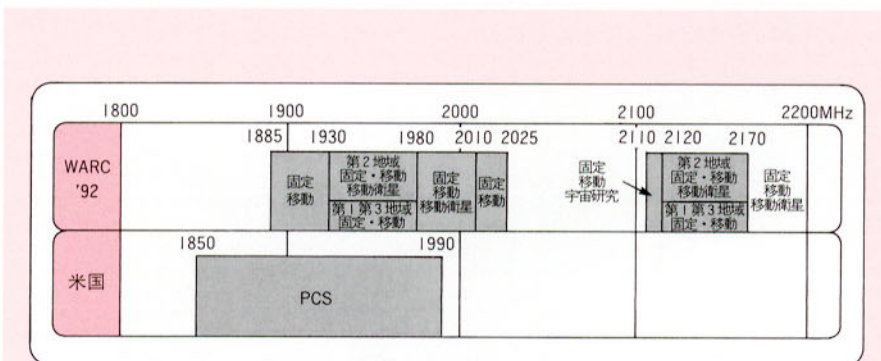 1800 1900 2000 2100 2200MHz
1885 1930 1980 2010 2025 2110 2120 2170
WARC
'92
固定
移動
第2地域
固定・移動
移動衛星
第1第3地域
固定・移動
固定
移動
移動衛星
固定
移動
固定
移動
宇宙研究
第2地域
固定・移動
移動衛星
第1第3地域
固定・移動
固定
移動
移動衛星
1850 1990
米国
PCS